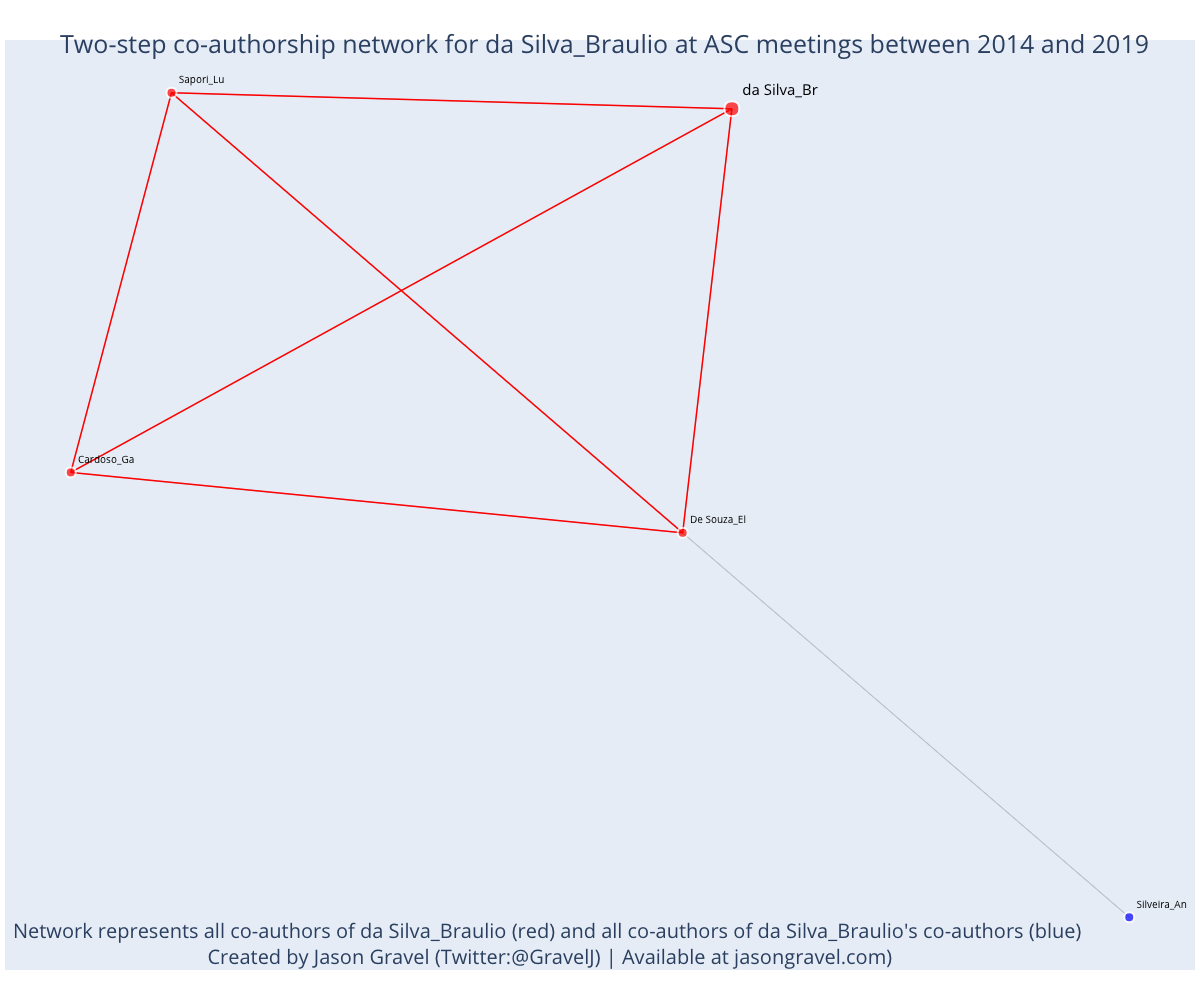 Two-step co-authorship network for da Silva_Braulio at ASC meetings between 2014 and 2019
Sapori_Lu
da Silva_Br
Cardoso_Ga
De Souza_El
Silveira_An
Network represents all co-authors of da Silva_Braulio (red) and all co-authors of da Silva_Braulio's co-authors (blue)
Created by Jason Gravel (Twitter:@GravelJ) | Available at jasongravel.com)